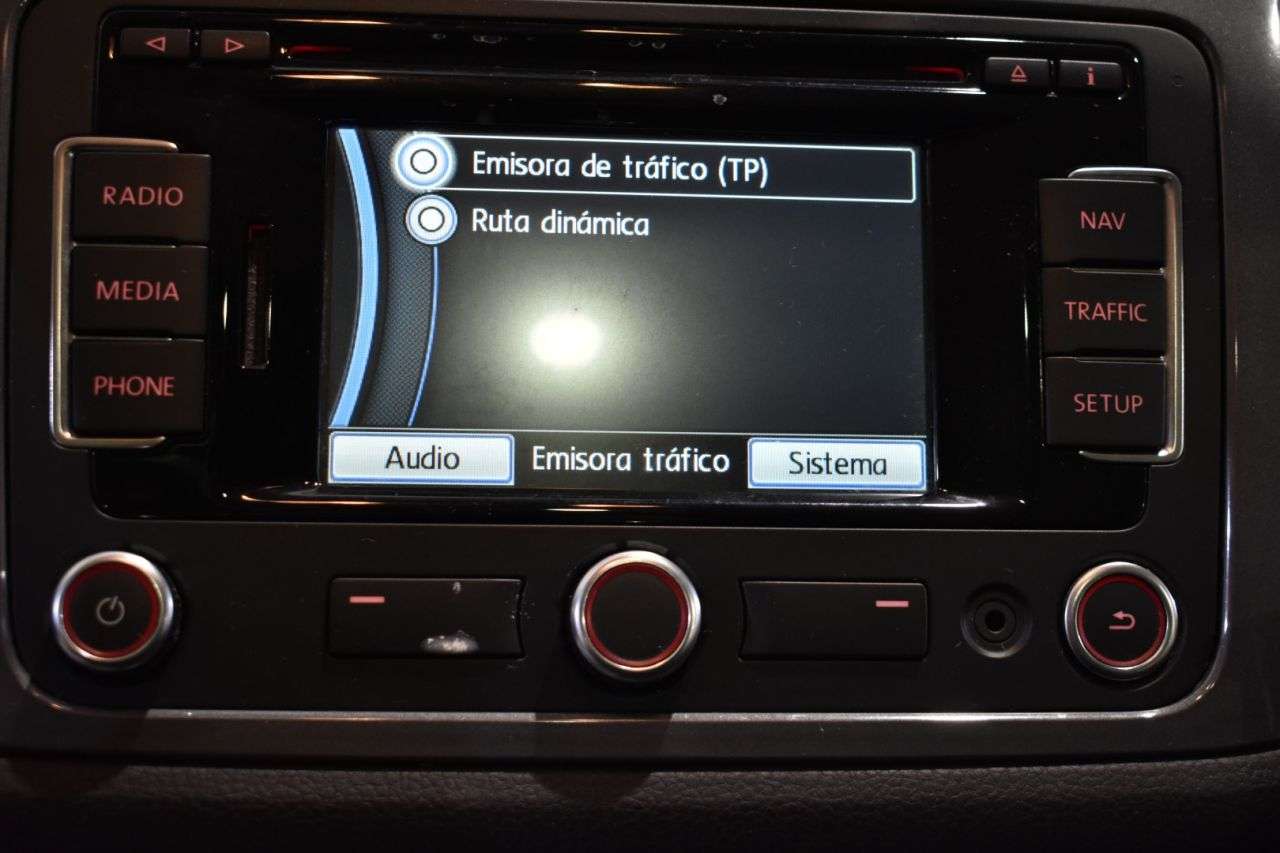 i
RADIO
MEDIA
PHONE
Emisora de tráfico (TP)
Ruta dinámica
Audio
Emisora tráfico
Sistema
NAV
TRAFFIC
SETUP